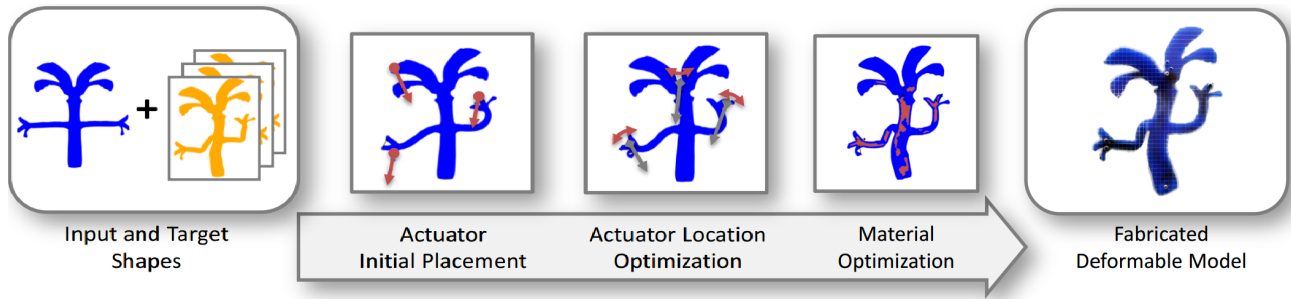 +
Input and Target
Shapes
Actuator
Initial Placement
Actuator Location
Optimization
Material
Optimization
Fabricated
Deformable Model